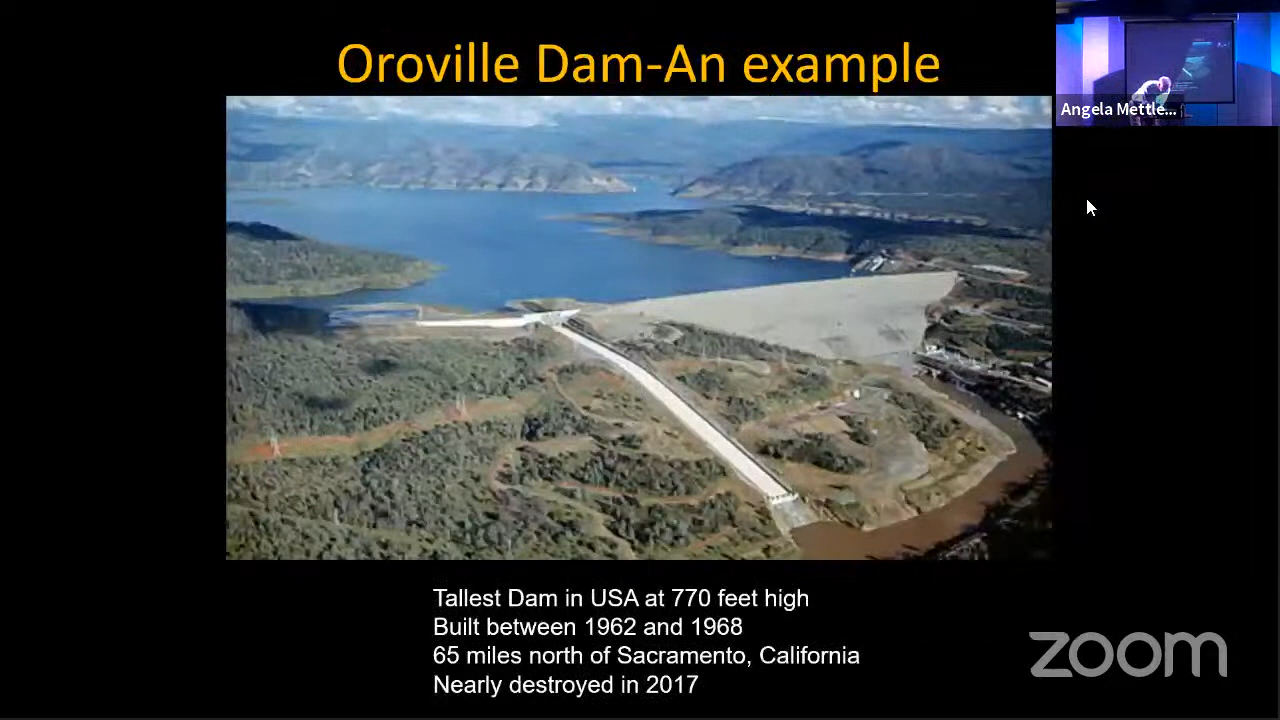 Oroville Dam-An example
Angela Mettle...
Tallest Dam in USA at 770 feet high
Built between 1962 and 1968
65 miles north of Sacramento, California
Nearly destroyed in 2017
zoom